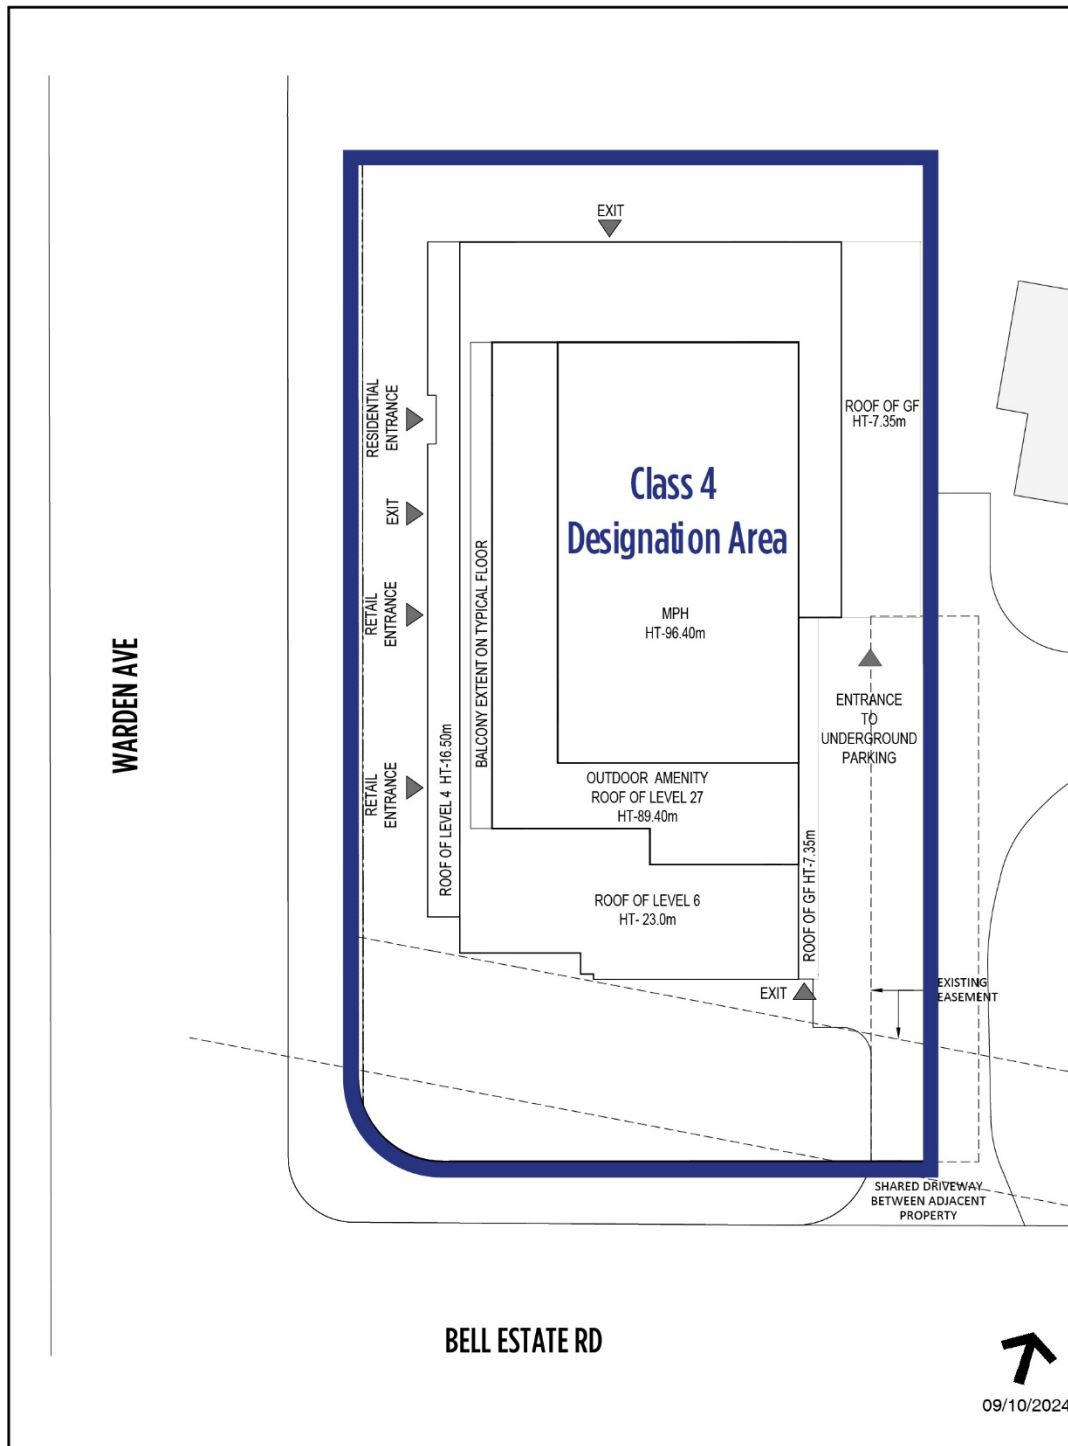 EXIT
RESIDENTIAL
ENTRANCE
EXIT
RETAIL
ENTRANCE
RETAIL
ENTRANCE
WARDEN AVE
ROOF OF LEVEL 4 HT-16.50m
BALCONY EXTENT ON TYPICAL FLOOR
Class 4
Designation Area
MPH
HT-96.40m
ROOF OF GF
HT-7.35m
ENTRANCE
TO
UNDERGROUND
PARKING
OUTDOOR AMENITY
ROOF OF LEVEL 27
HT-89.40m
ROOF OF LEVEL 6
HT- 23.0m
ROOF OF GF HT-7.35m
EXIT
EXISTING
EASEMENT
SHARED DRIVEWAY
BETWEEN ADJACENT
PROPERTY
BELL ESTATE RD
09/10/2024